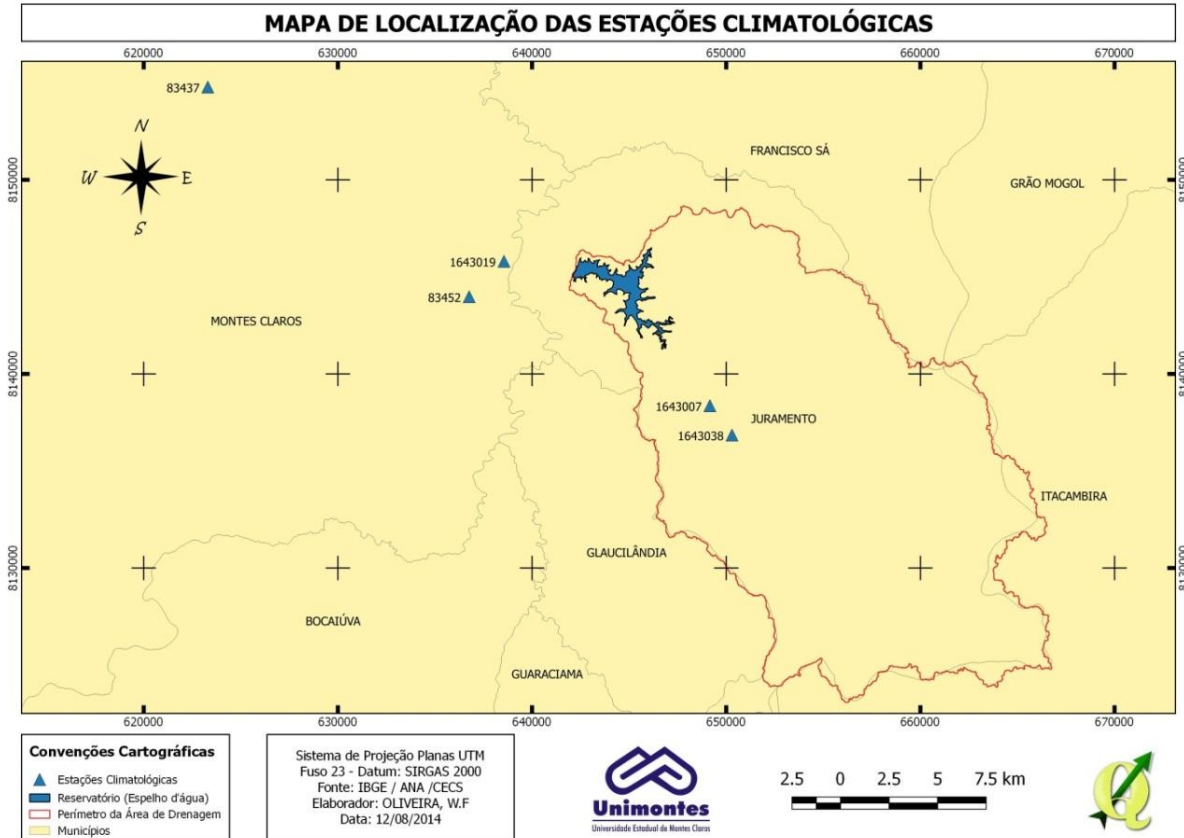 MAPA DE LOCALIZAÇÃO DAS ESTAÇÕES CLIMATOLÓGICAS
620000 630000 640000 650000 660000 670000
83437
N
FRANCISCO SÁ
8150000 W E GRÃO MOGOL 8150000
S
1643019
83452
MONTES CLAROS
8140000 8140000
1643007
JURAMENTO
1643038
ITACAMBIRA
GLAUCILÂNDIA
8130000 8130000
BOCAIÚVA
GUARACIAMA
620000 630000 640000 650000 660000 670000
Convenções Cartográficas
Estações Climatológicas
Reservatório (Espelho d'água)
Perímetro da Área de Drenagem
Municípios
Sistema de Projeção Planas UTM
Fuso 23 - Datum: SIRGAS 2000
Fonte: IBGE / ANA /CECS
Elaborador: OLIVEIRA, W.F
Data: 12/08/2014
Unimontes
Universidade Estadual de Montes Claros
2.5 0 2.5 5 7.5 km